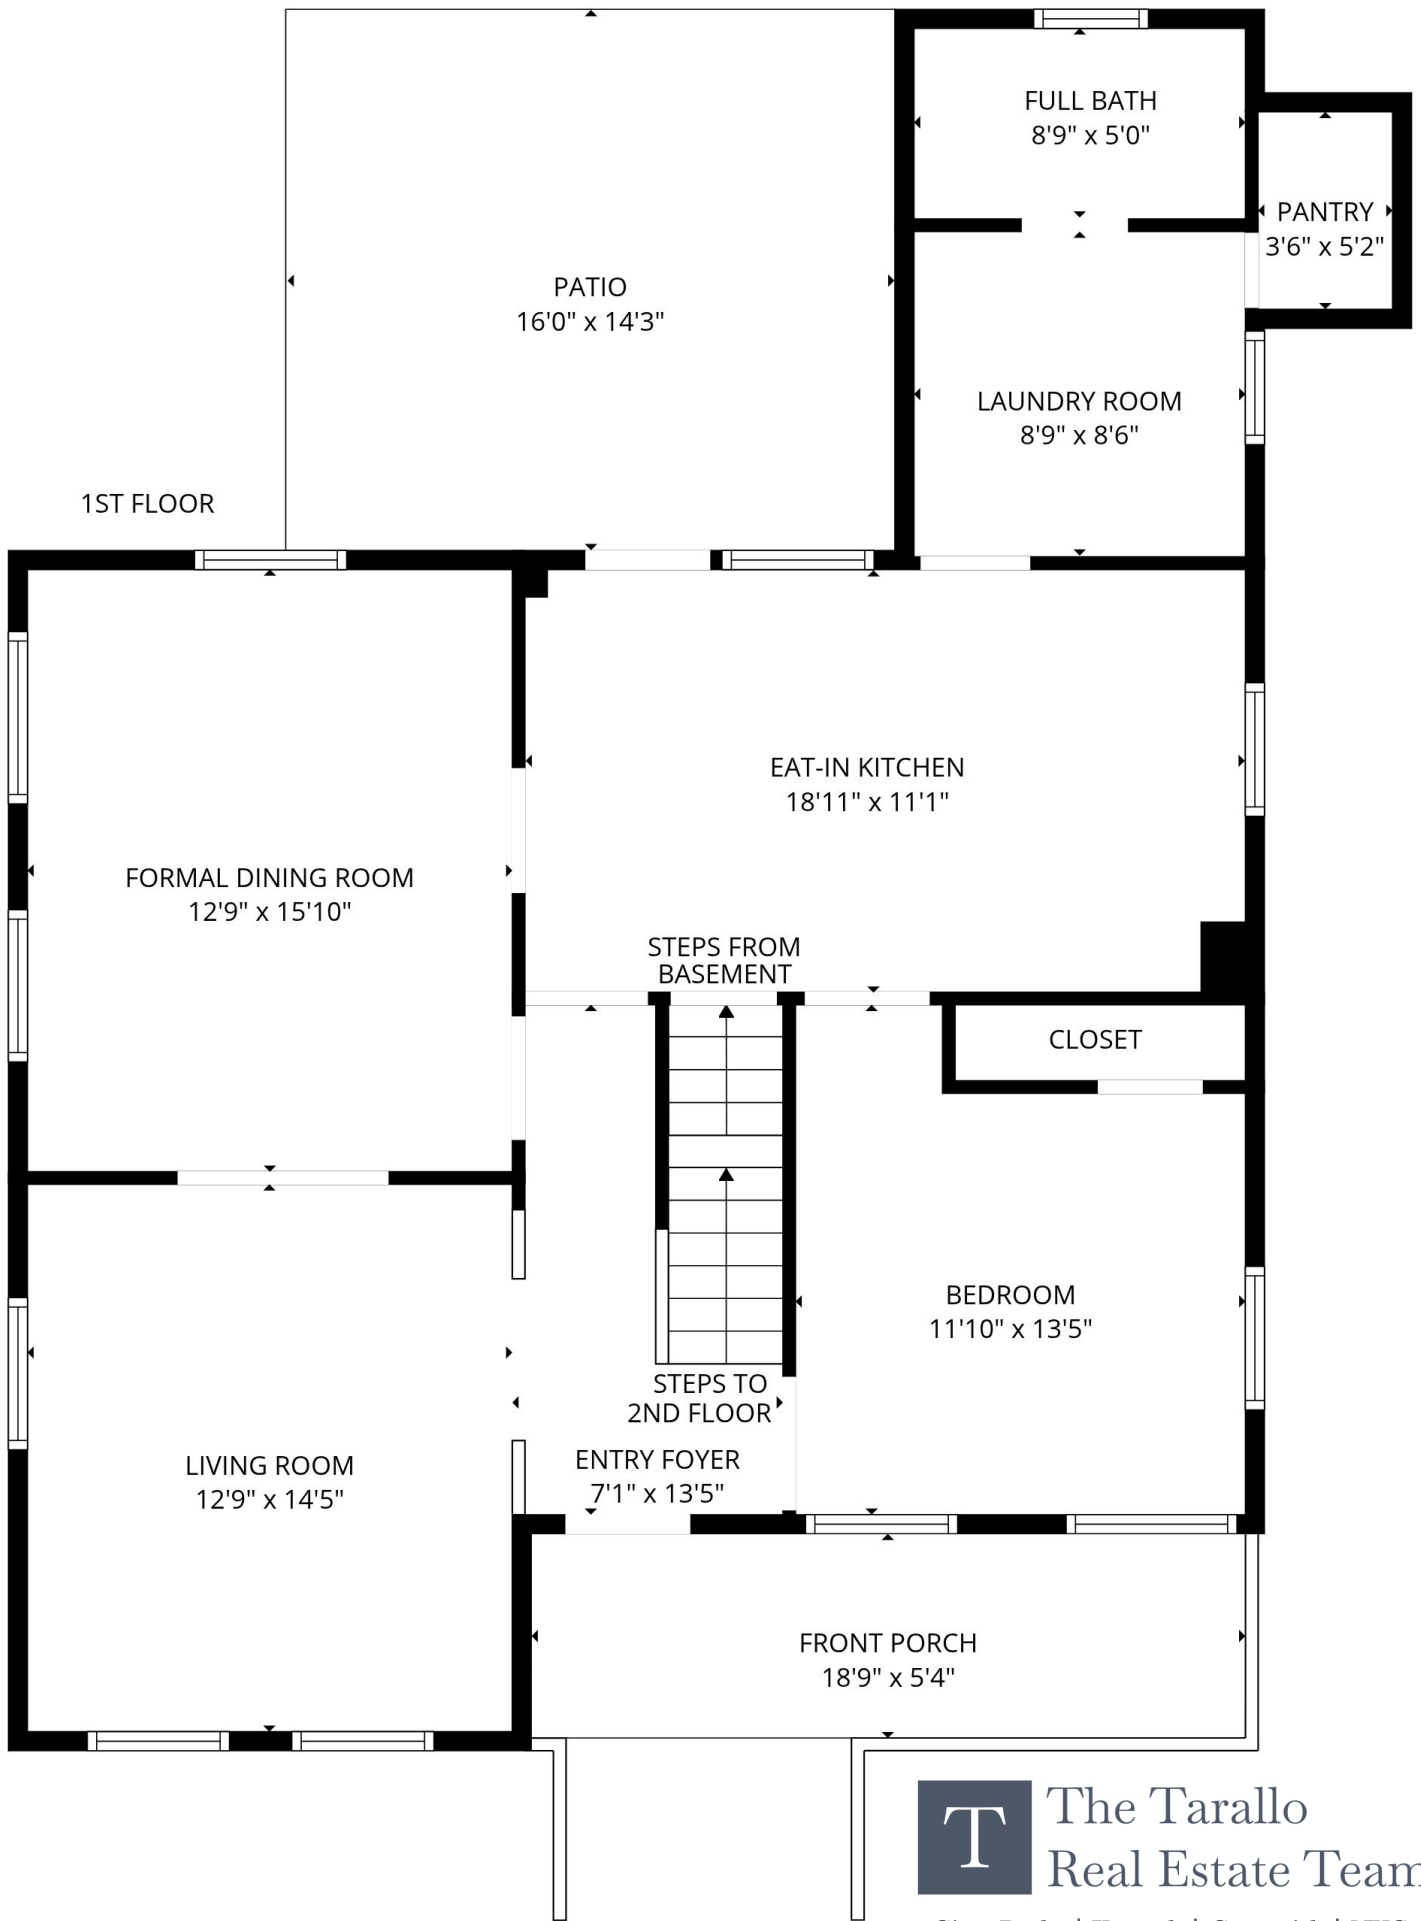 FULL BATH
8'9" x 5'0"
PANTRY
3'6" x 5'2"
PATIO
16'0" x 14'3"
LAUNDRY ROOM
8'9" x 8'6"
1ST FLOOR
EAT-IN KITCHEN
18'11" x 11'1"
FORMAL DINING ROOM
12'9" x 15'10"
STEPS FROM
BASEMENT
CLOSET
BEDROOM
11'10" x 13'5"
STEPS TO
2ND FLOOR
ENTRY FOYER
7'1" x 13'5"
LIVING ROOM
12'9" x 14'5"
FRONT PORCH
18'9" x 5'4"
T
The Tarallo
Real Estate Team